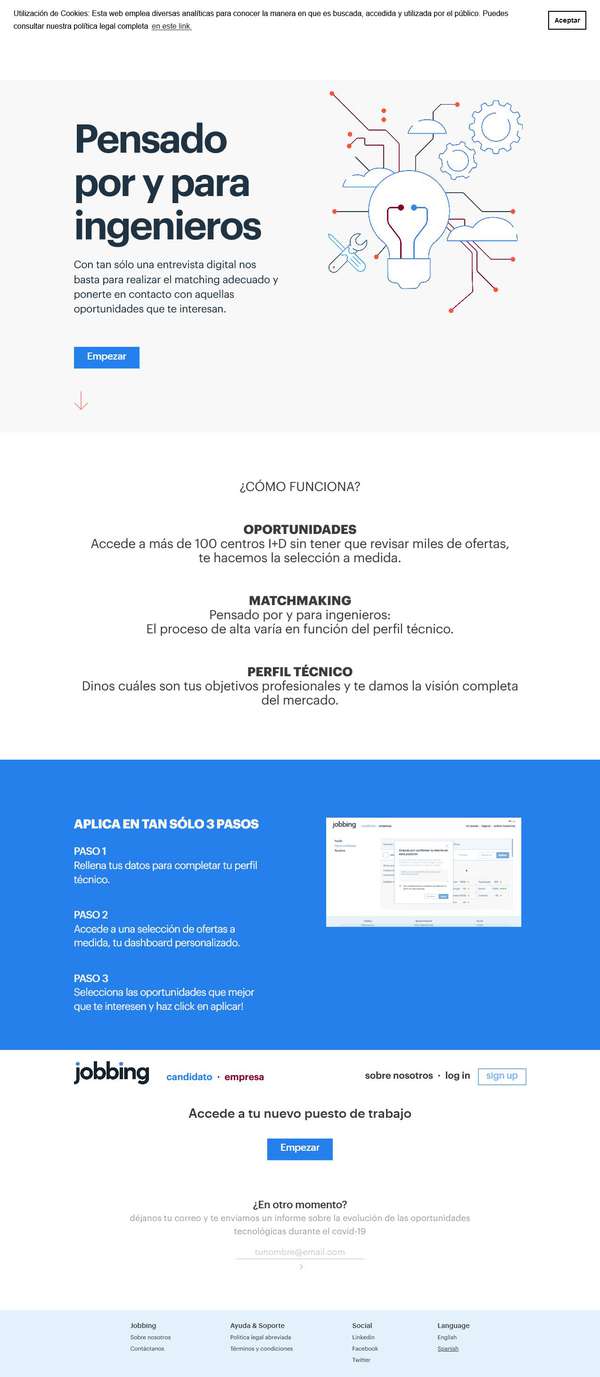 Utilización de Cookies: Esta web emplea diversas analíticas para conocer la manera en que es buscada, accedida y utilizada por el público. Puedes
consultar nuestra política legal completa en este link.
Aceptar
Pensado
por y para
ingenieros
Con tan sólo una entrevista digital nos
basta para realizar el matching adecuado y
ponerte en contacto con aquellas
oportunidades que te interesan.
Empezar
¿CÓMO FUNCIONA?
OPORTUNIDADES
Accede a más de 100 centros I+D sin tener que revisar miles de ofertas,
te hacemos la selección a medida.
MATCHMAKING
Pensado por y para ingenieros:
El proceso de alta varía en función del perfil técnico.
PERFIL TÉCNICO
Dinos cuáles son tus objetivos profesionales y te damos la visión completa
del mercado.
APLICA EN TAN SÓLO 3 PASOS
PASO 1
Rellena tus datos para completar tu perfil
técnico.
PASO 2
Accede a una selección de ofertas a
medida, tu dashboard personalizado.
PASO 3
Selecciona las oportunidades que mejor
que te interesen y haz click en aplicar!
jobbing
jobbing
candidato · empresa
sobre nosotros · log in
sign up
Accede a tu nuevo puesto de trabajo
Empezar
¿En otro momento?
déjanos tu correo y te enviamos un informe sobre la evolución de las oportunidades
tecnológicas durante el covid-19
tunombre@email.com
Jobbing
Sobre nosotros
Contáctanos
Ayuda & Soporte
Política legal abreviada
Términos y condiciones
Social
Linkedin
Facebook
Twitter
Language
English
Spanish